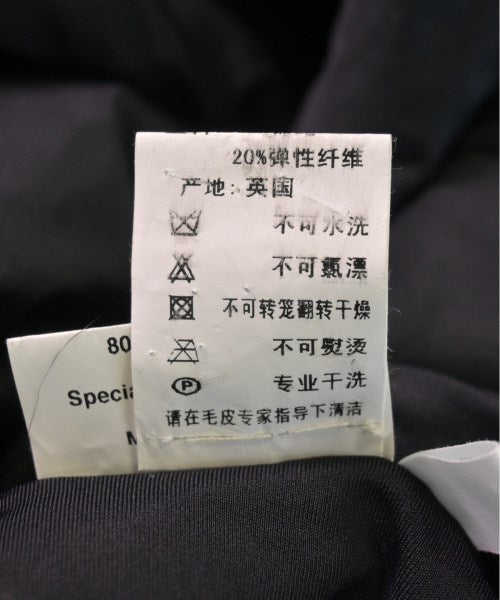 20%弹性纤维
产地: 英国
不可水洗
不可氯漂
不可转笼翻转干燥
不可熨烫
P 专业干洗
请在毛皮专家指导下清洁
80
Specia
M